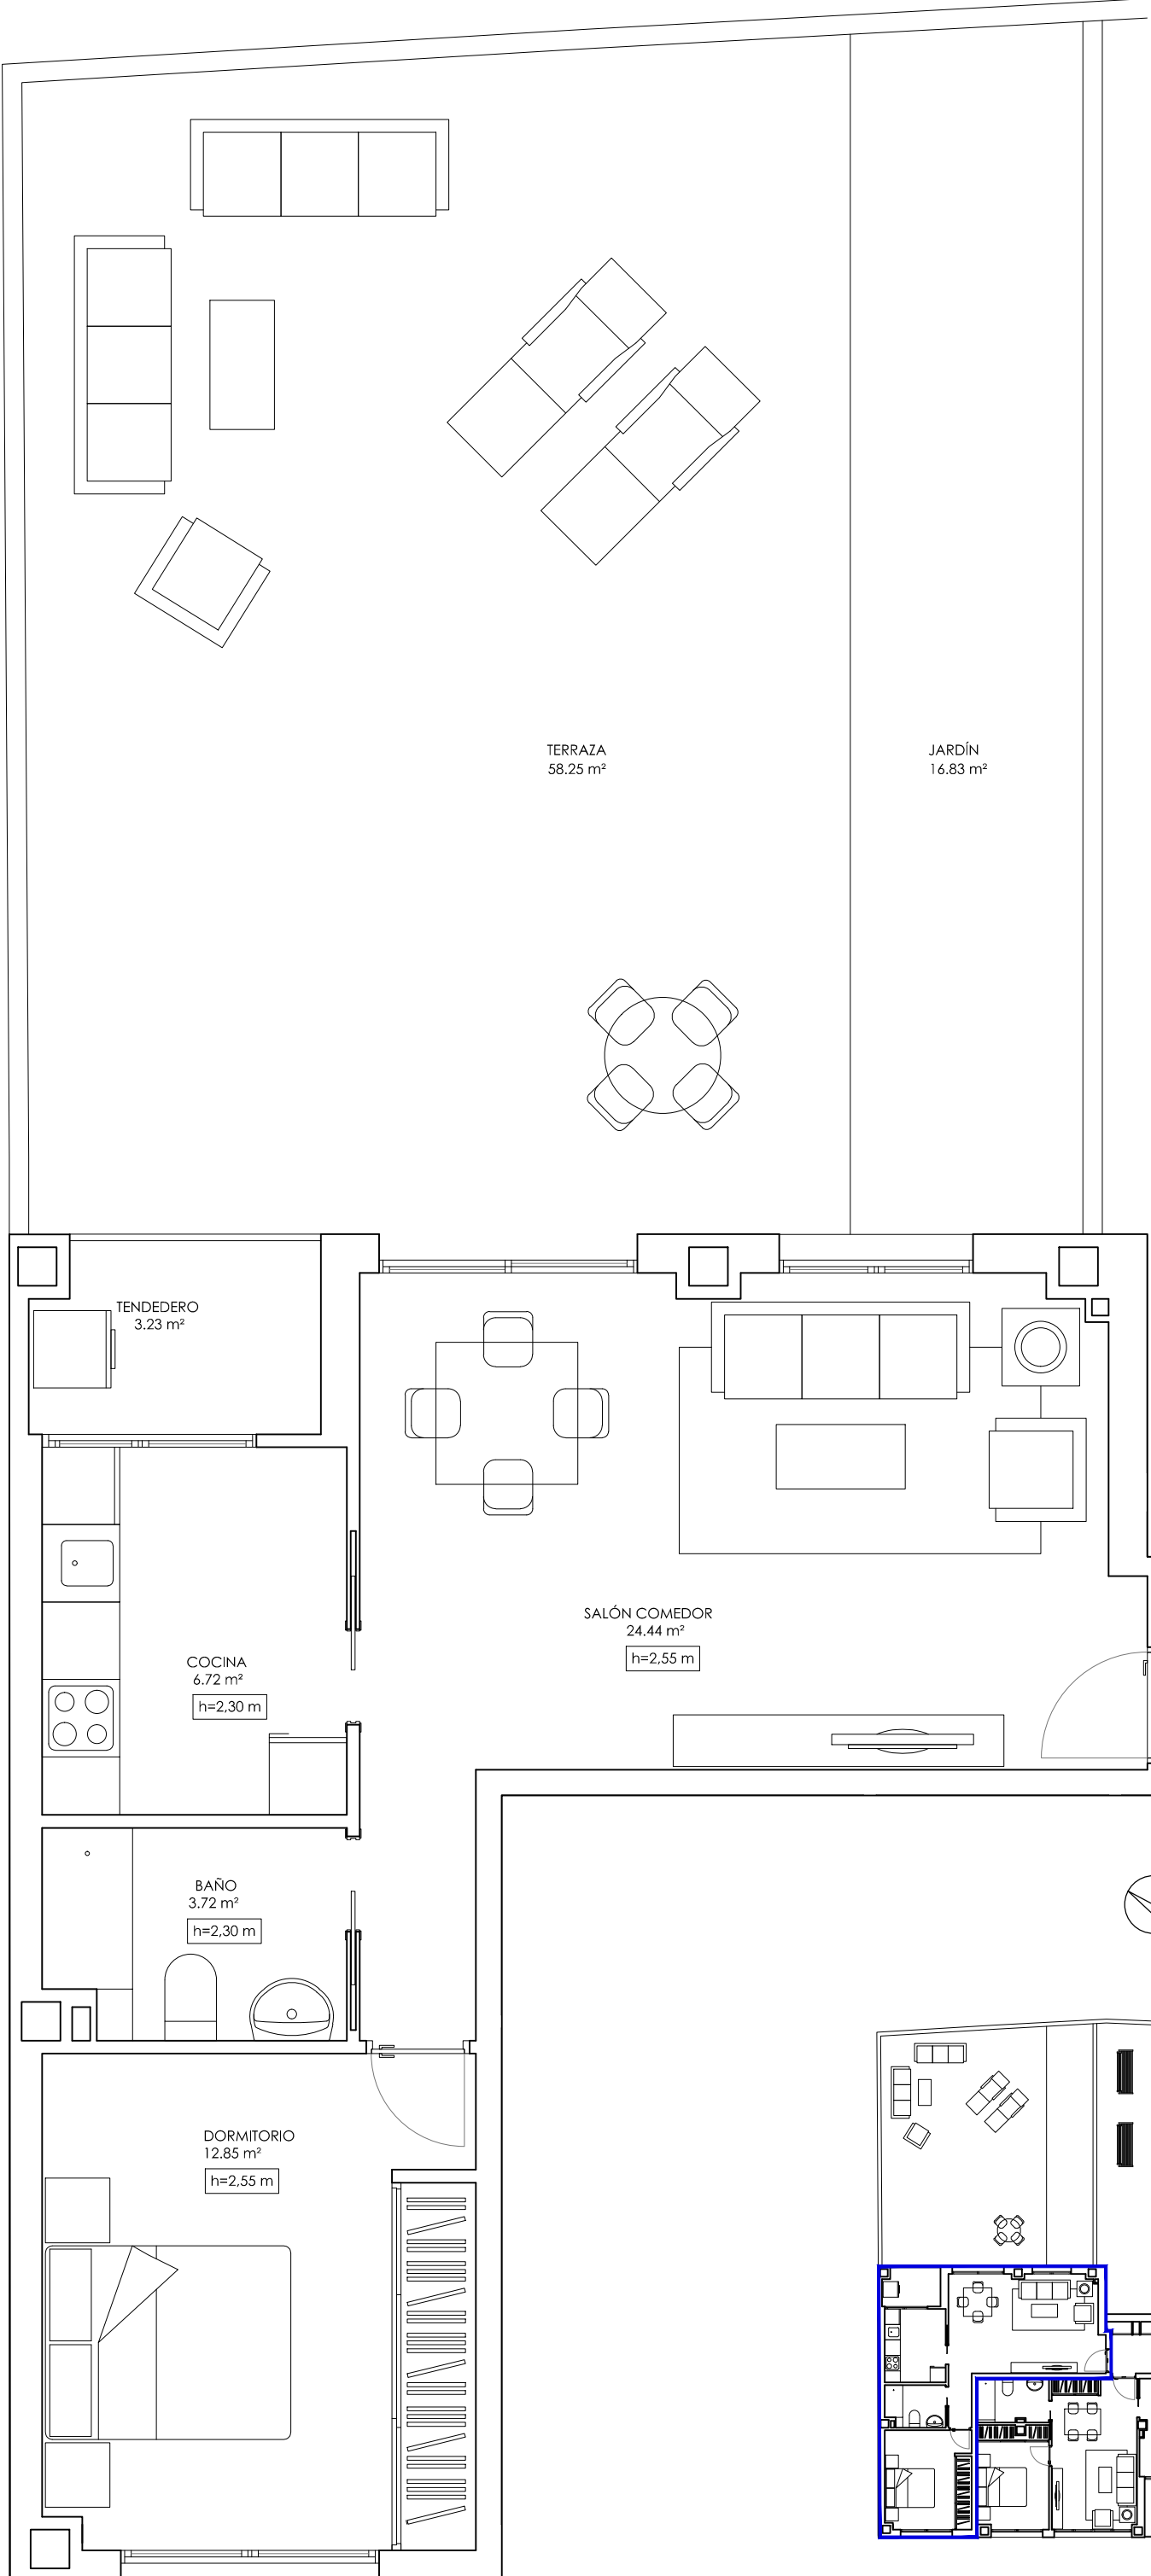 TERRAZA
58.25 m²
JARDÍN
16.83 m²
TENDEDERO
3.23 m²
SALÓN COMEDOR
24.44 m²
h=2,55 m
COCINA
6.72 m²
h=2,30 m
BAÑO
3.72 m²
h=2,30 m
DORMITORIO
12.85 m²
h=2,55 m